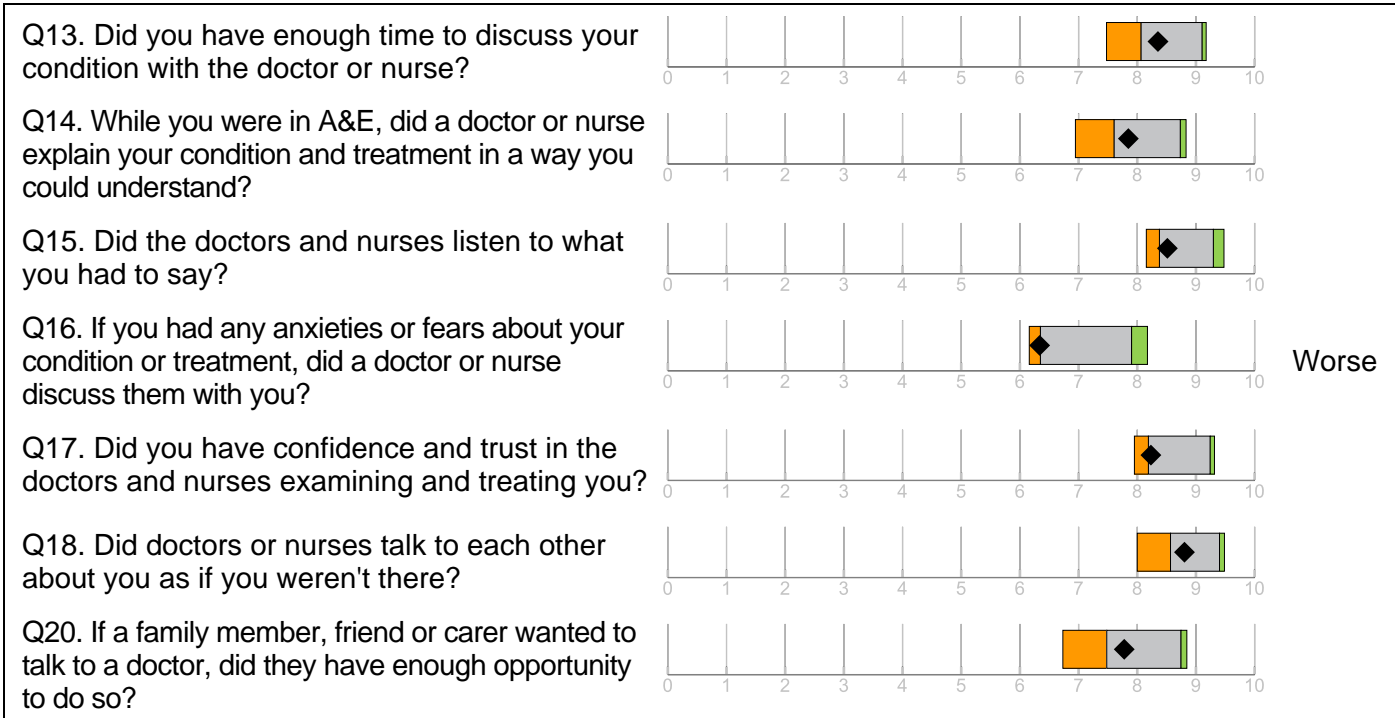 Q13. Did you have enough time to discuss your
condition with the doctor or nurse?
0 1 2 3 4 5 6 7 8 9 10
Q14. While you were in A&E, did a doctor or nurse
explain your condition and treatment in a way you
could understand?
0 1 2 3 4 5 6 7 8 9 10
Q15. Did the doctors and nurses listen to what
you had to say?
0 1 2 3 4 5 6 7 8 9 10
Q16. If you had any anxieties or fears about your
condition or treatment, did a doctor or nurse
discuss them with you?
0 1 2 3 4 5 6 7 8 9 10
Worse
Q17. Did you have confidence and trust in the
doctors and nurses examining and treating you?
0 1 2 3 4 5 6 7 8 9 10
Q18. Did doctors or nurses talk to each other
about you as if you weren't there?
0 1 2 3 4 5 6 7 8 9 10
Q20. If a family member, friend or carer wanted to
talk to a doctor, did they have enough opportunity
to do so?
0 1 2 3 4 5 6 7 8 9 10